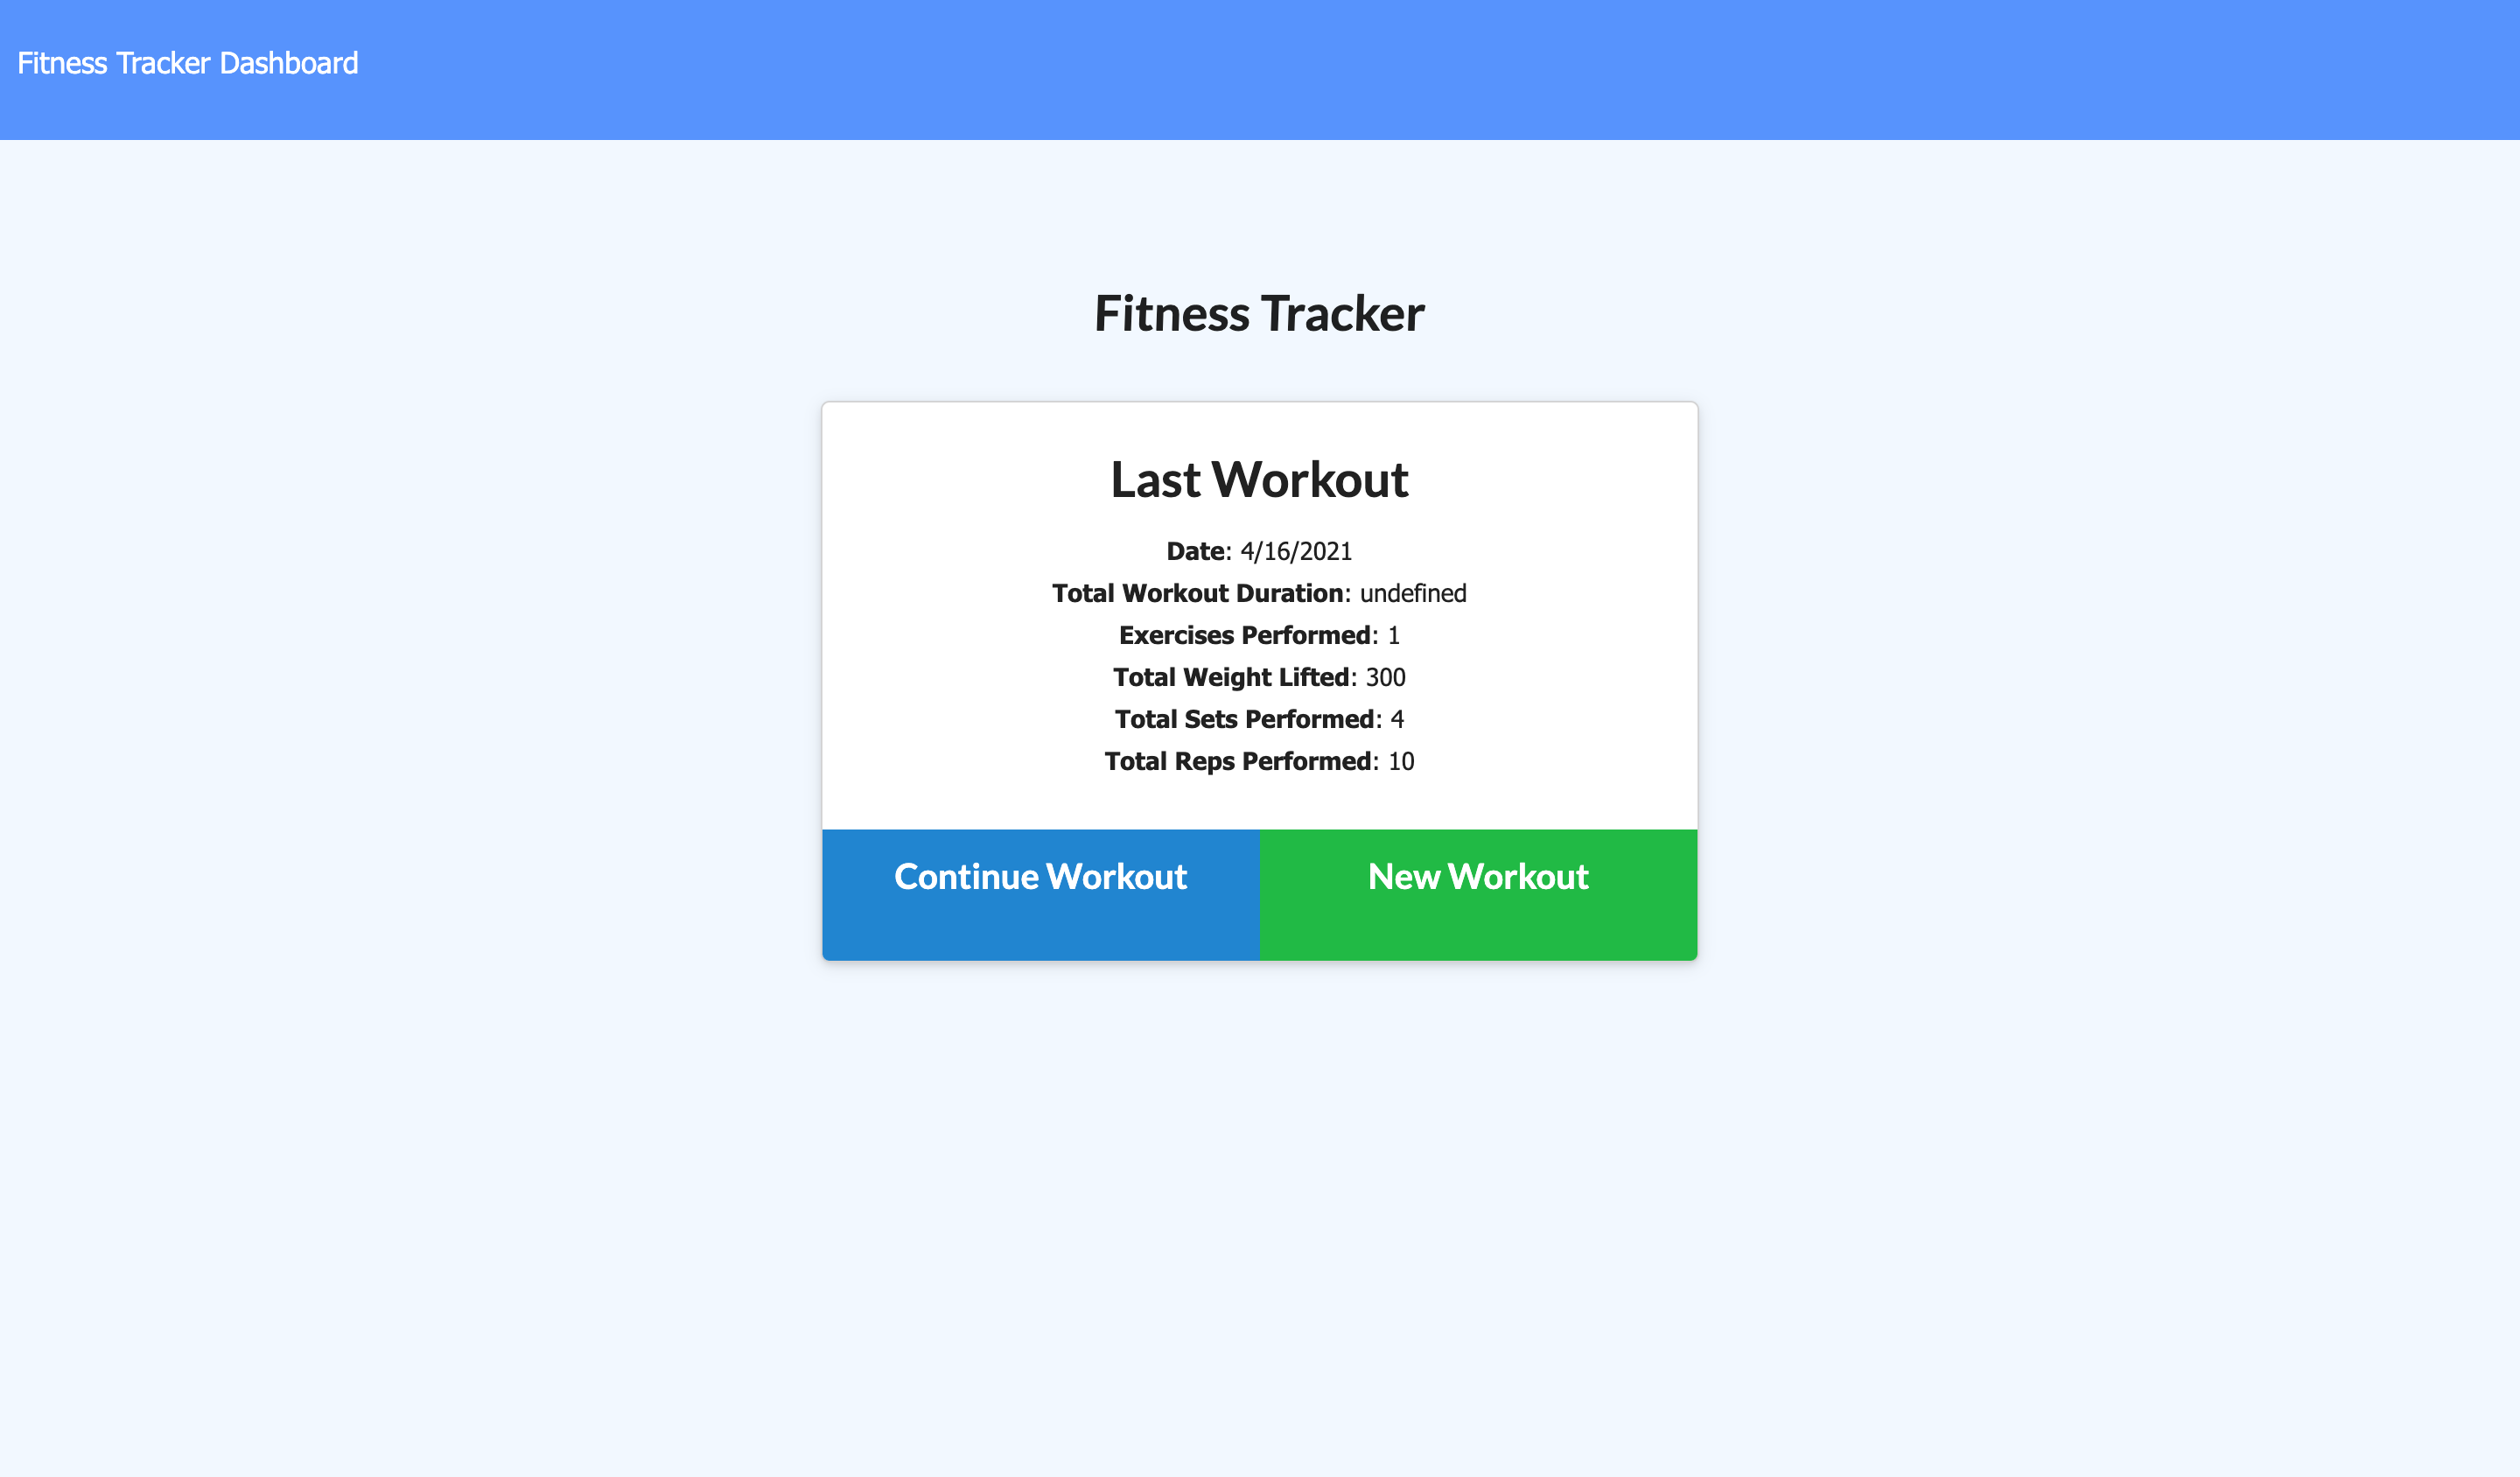 Fitness Tracker Dashboard
Fitness Tracker
Last Workout
Date: 4/16/2021
Total Workout Duration: undefined
Exercises Performed: 1
Total Weight Lifted: 300
Total Sets Performed: 4
Total Reps Performed: 10
Continue Workout
New Workout